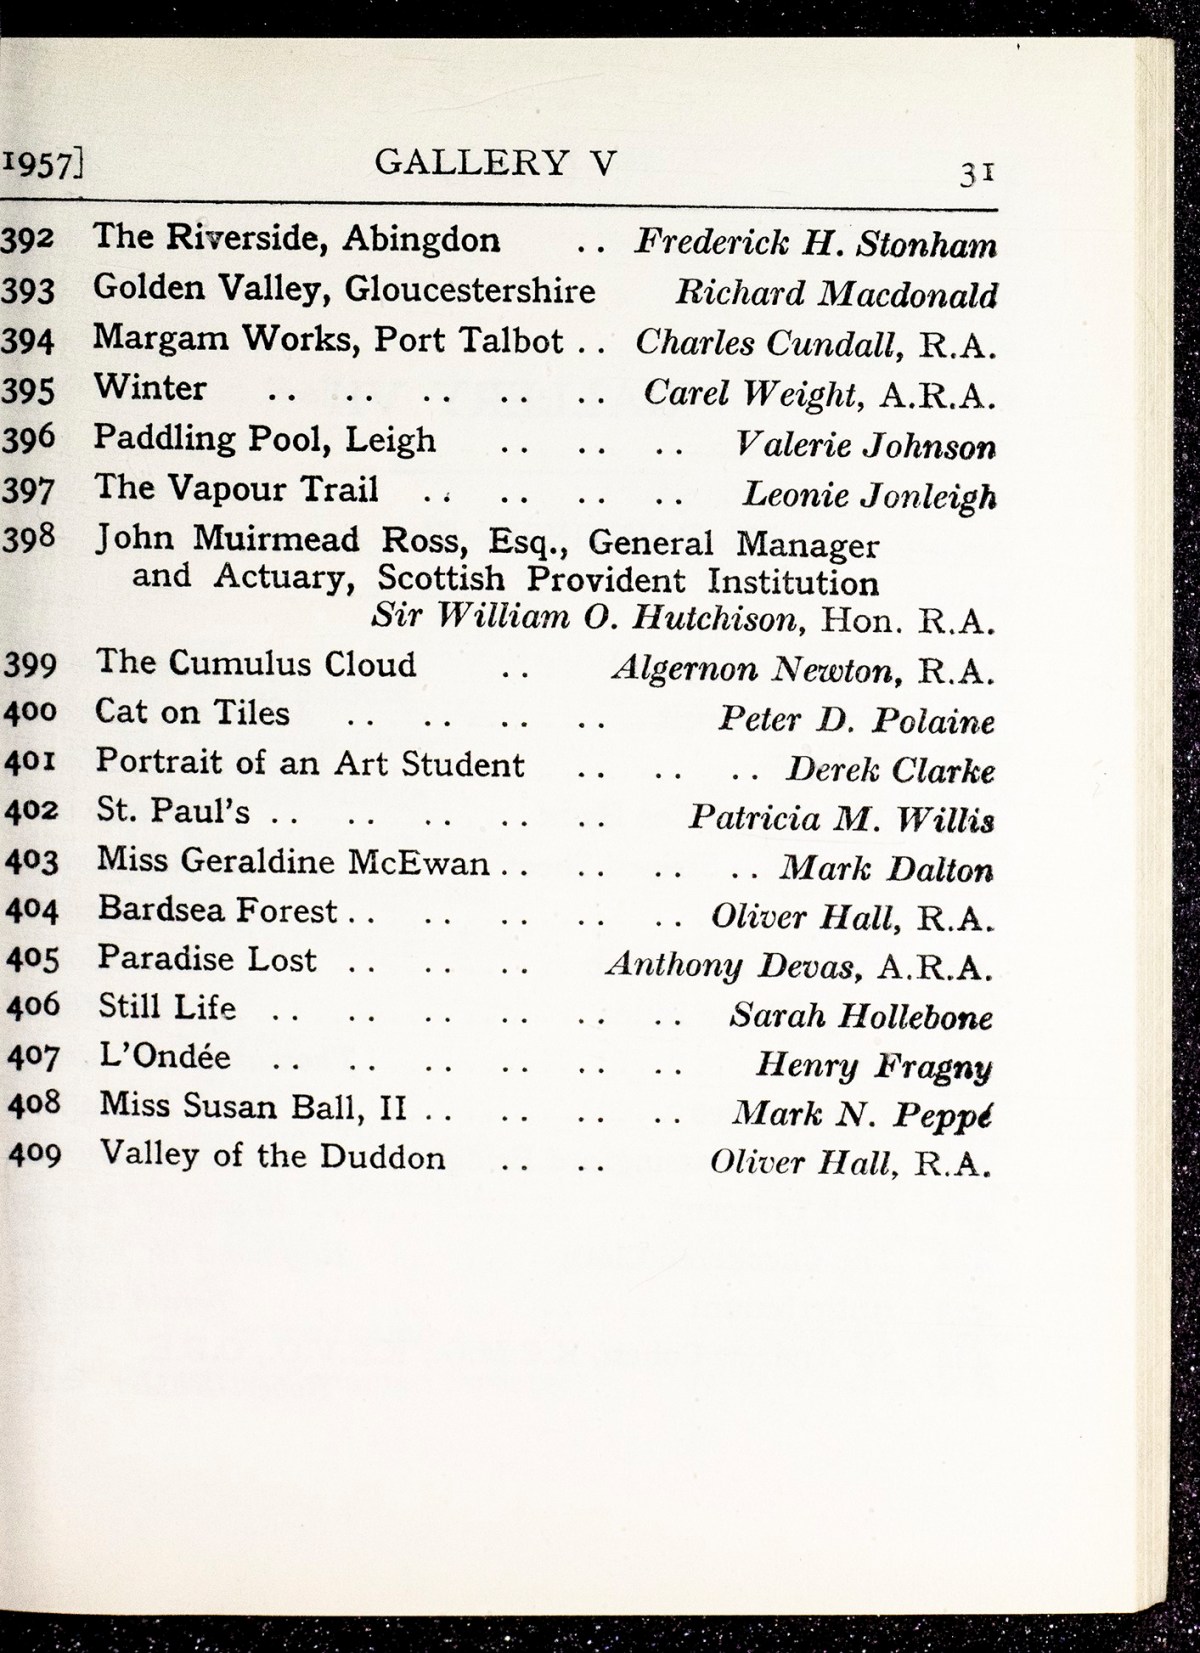 1957] GALLERY V 31
392 The Riverside, Abingdon .. Frederick H. Stonham
393 Golden Valley, Gloucestershire Richard Macdonald
394 Margam Works, Port Talbot .. Charles Cundall, R.A.
395 Winter .. .. .. .. .. Carel Weight, A.R.A.
396 Paddling Pool, Leigh .. .. .. Valerie Johnson
397 The Vapour Trail .. .. .. .. Leonie Jonleigh
398 John Muirmead Ross, Esq., General Manager
and Actuary, Scottish Provident Institution
Sir William O. Hutchison, Hon. R.A.
399 The Cumulus Cloud .. Algernon Newton, R.A.
400 Cat on Tiles .. .. .. .. Peter D. Polaine
401 Portrait of an Art Student .. .. .. Derek Clarke
402 St. Paul's .. .. .. .. .. Patricia M. Willis
403 Miss Geraldine McEwan .. .. .. .. Mark Dalton
404 Bardsea Forest .. .. .. .. .. Oliver Hall, R.A.
405 Paradise Lost .. .. .. Anthony Devas, A.R.A.
406 Still Life .. .. .. .. .. .. Sarah Hollebone
407 L'Ondée .. .. .. .. .. .. Henry Fragny
408 Miss Susan Ball, II .. .. .. .. Mark N. Peppé
409 Valley of the Duddon .. .. Oliver Hall, R.A.